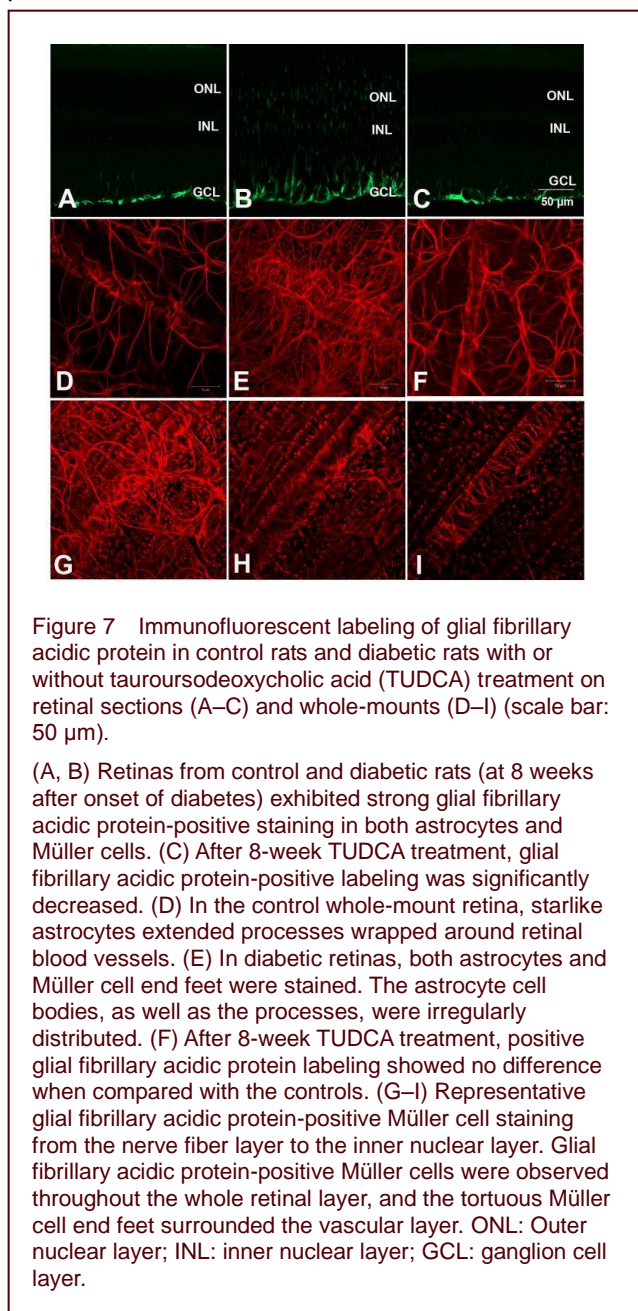 ONL ONL ONL
INL INL INL
GCL GCL GCL
A B C 50 µm
D E F
G H I
Figure 7 Immunofluorescent labeling of glial fibrillary
acidic protein in control rats and diabetic rats with or
without tauroursodeoxycholic acid (TUDCA) treatment on
retinal sections (A–C) and whole-mounts (D–I) (scale bar:
50 μm).
(A, B) Retinas from control and diabetic rats (at 8 weeks
after onset of diabetes) exhibited strong glial fibrillary
acidic protein-positive staining in both astrocytes and
Müller cells. (C) After 8-week TUDCA treatment, glial
fibrillary acidic protein-positive labeling was significantly
decreased. (D) In the control whole-mount retina, starlike
astrocytes extended processes wrapped around retinal
blood vessels. (E) In diabetic retinas, both astrocytes and
Müller cell end feet were stained. The astrocyte cell
bodies, as well as the processes, were irregularly
distributed. (F) After 8-week TUDCA treatment, positive
glial fibrillary acidic protein labeling showed no difference
when compared with the controls. (G–I) Representative
glial fibrillary acidic protein-positive Müller cell staining
from the nerve fiber layer to the inner nuclear layer. Glial
fibrillary acidic protein-positive Müller cells were observed
throughout the whole retinal layer, and the tortuous Müller
cell end feet surrounded the vascular layer. ONL: Outer
nuclear layer; INL: inner nuclear layer; GCL: ganglion cell
layer.